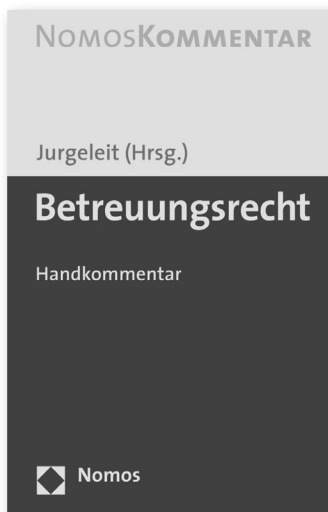 NOMOSKOMMENTAR
Jurgeleit (Hrsg.)
Betreuungsrecht
Handkommentar
Nomos